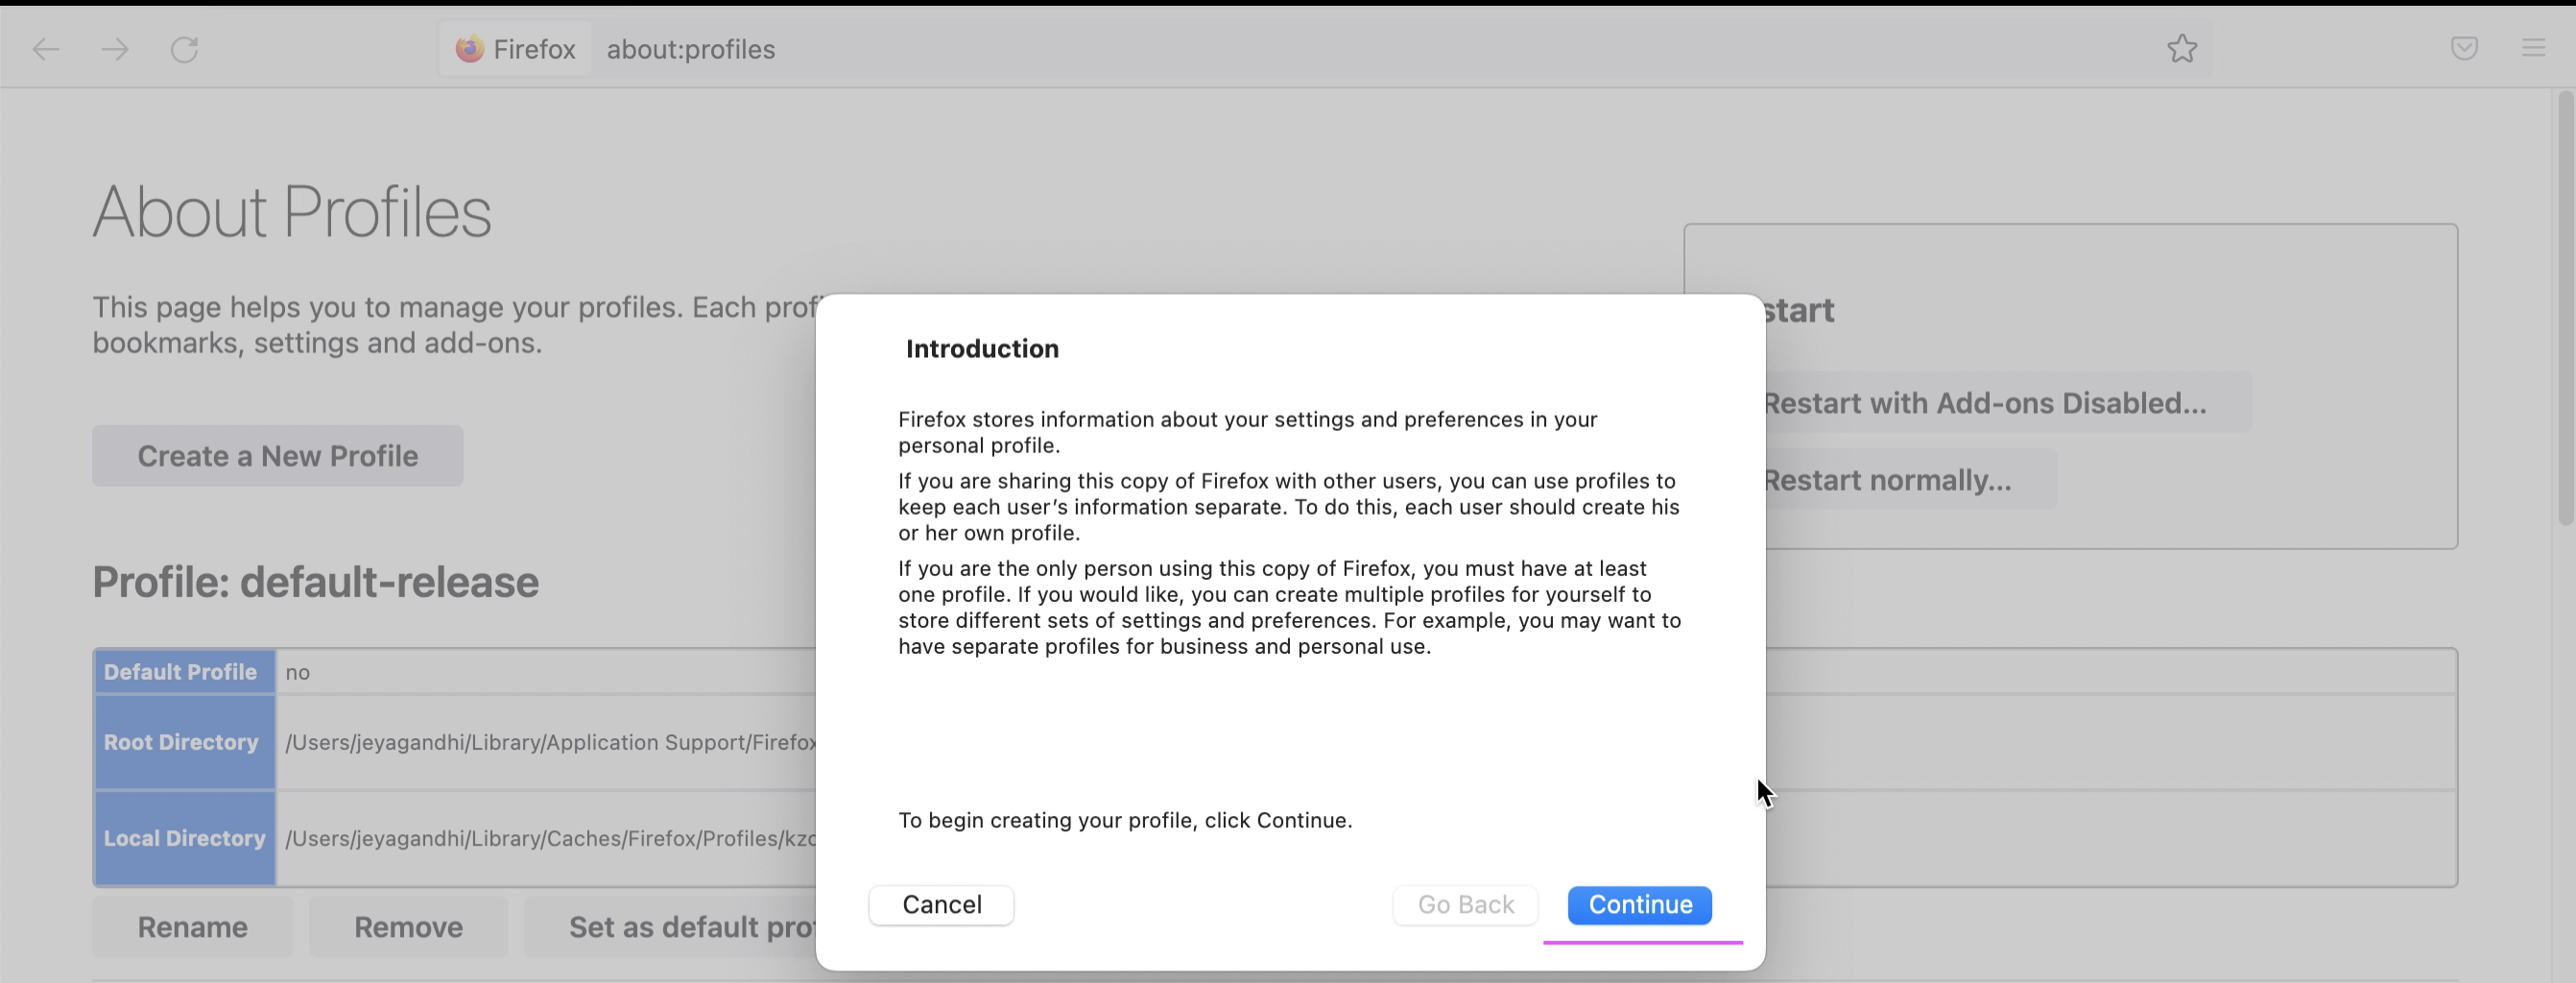 Firefox about:profiles
About Profiles
This page helps you to manage your profiles. Each prof
bookmarks, settings and add-ons.
Create a New Profile
start
Restart with Add-ons Disabled...
Restart normally...
Profile: default-release
Default Profile no
Root Directory /Users/jeyagandhi/Library/Application Support/Firefox
Local Directory /Users/jeyagandhi/Library/Caches/Firefox/Profiles/kzc
Rename Remove Set as default prof
Introduction
Firefox stores information about your settings and preferences in your
personal profile.
If you are sharing this copy of Firefox with other users, you can use profiles to
keep each user’s information separate. To do this, each user should create his
or her own profile.
If you are the only person using this copy of Firefox, you must have at least
one profile. If you would like, you can create multiple profiles for yourself to
store different sets of settings and preferences. For example, you may want to
have separate profiles for business and personal use.
To begin creating your profile, click Continue.
Cancel Go Back Continue